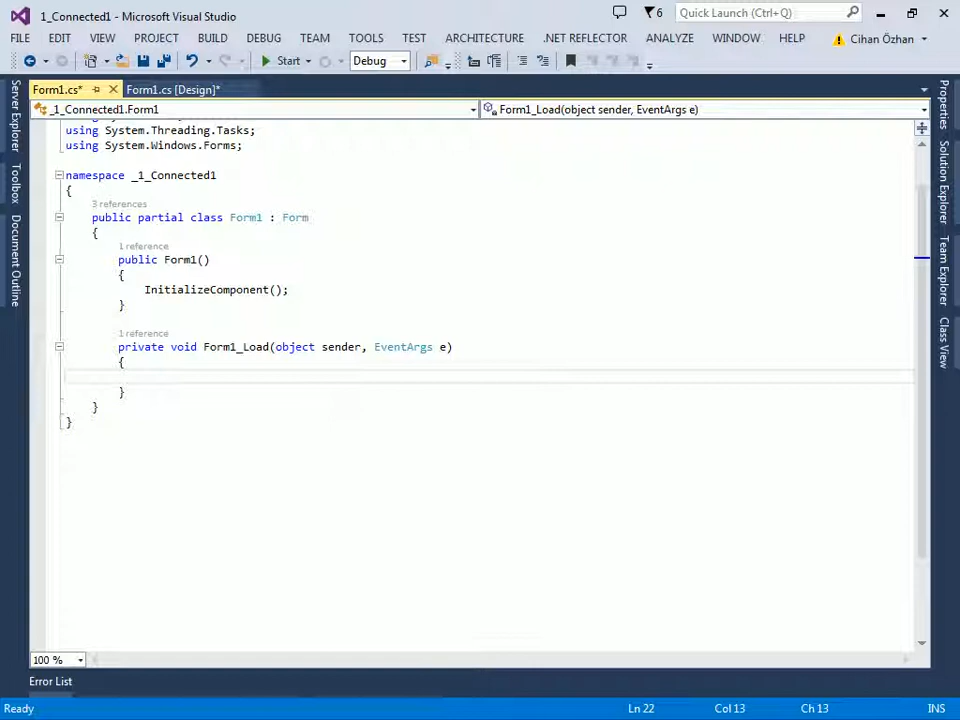 1_Connected1 - Microsoft Visual Studio
6
Quick Launch (Ctrl+Q)
FILE EDIT VIEW PROJECT BUILD DEBUG TEAM TOOLS TEST ARCHITECTURE .NET REFLECTOR ANALYZE WINDOW HELP Cihan Özhan
Start Debug
Form1.cs* Form1.cs [Design]*
_1_Connected1.Form1 Form1_Load(object sender, EventArgs e)
Server Explorer
Toolbox
Document Outline
using System.Threading.Tasks;
using System.Windows.Forms;
namespace _1_Connected1
{
3 references
public partial class Form1 : Form
{
1 reference
public Form1()
{
InitializeComponent();
}
1 reference
private void Form1_Load(object sender, EventArgs e)
{
}
}
}
Properties
Solution Explorer
Team Explorer
Class View
100 %
Error List
Ready Ln 22 Col 13 Ch 13 INS